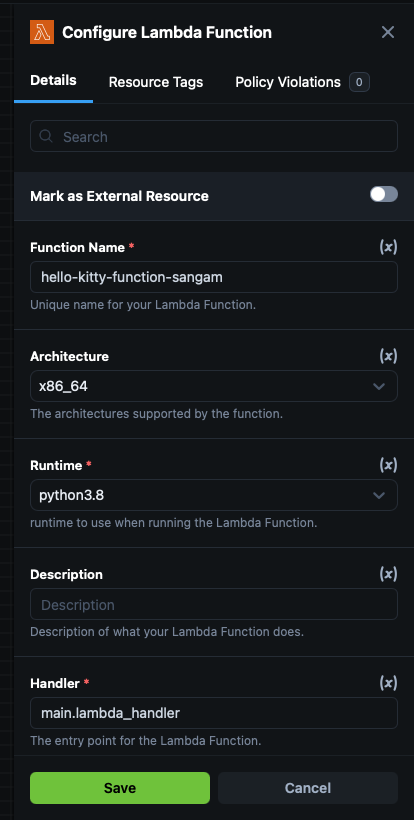 Configure Lambda Function
Details Resource Tags Policy Violations 0
Search
Mark as External Resource
Function Name * (x)
hello-kitty-function-sangam
Unique name for your Lambda Function.
Architecture (x)
x86_64
The architectures supported by the function.
Runtime * (x)
python3.8
runtime to use when running the Lambda Function.
Description (x)
Description
Description of what your Lambda Function does.
Handler * (x)
main.lambda_handler
The entry point for the Lambda Function.
Save Cancel